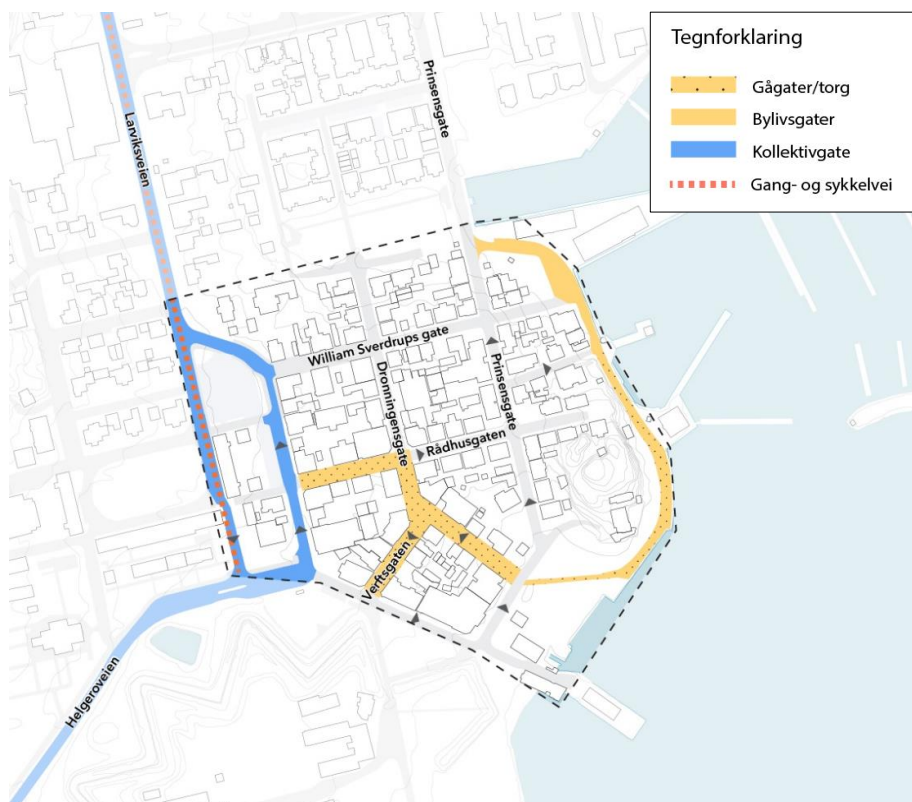 Tegnforklaring
Gågater/torg
Bylivsgater
Kollektivgate
Gang- og sykkelvei
Prinsensgate
Larviksveien
William Sverdrups gate
Dronningensgate
Prinsensgate
Rådhusgaten
Verftsgaten
Helgeroveien